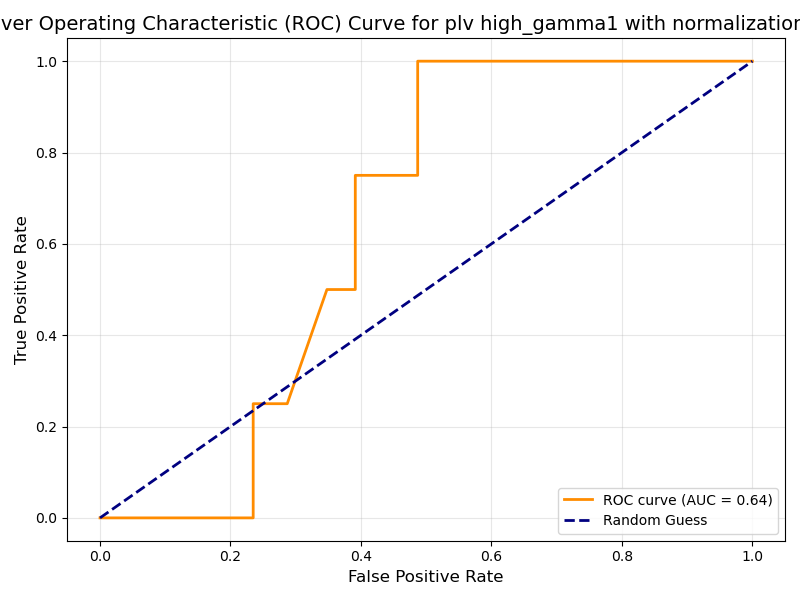 ver Operating Characteristic (ROC) Curve for plv high_gamma1 with normalization
1.0
0.8
0.6
0.4
0.2
0.0
True Positive Rate
0.0 0.2 0.4 0.6 0.8 1.0
False Positive Rate
ROC curve (AUC = 0.64)
Random Guess